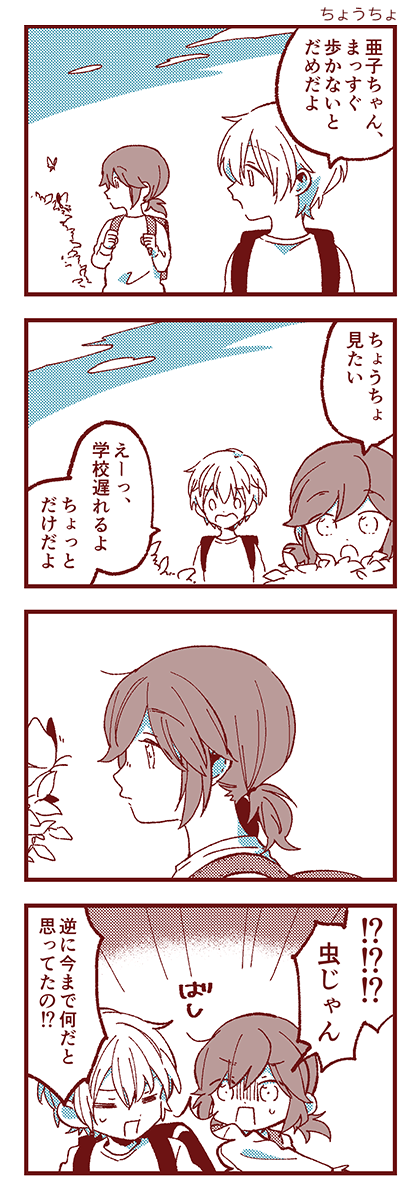 ちょうちょ
亜子ちゃん、
まっすぐ
歩かないと
だめだよ
ちょうちょ
見たい
えーっ、
学校遅れるよ
ちょっと
だけだよ
!?!?!?
虫じゃん
ばし
逆に今まで何だと
思ってたの!?